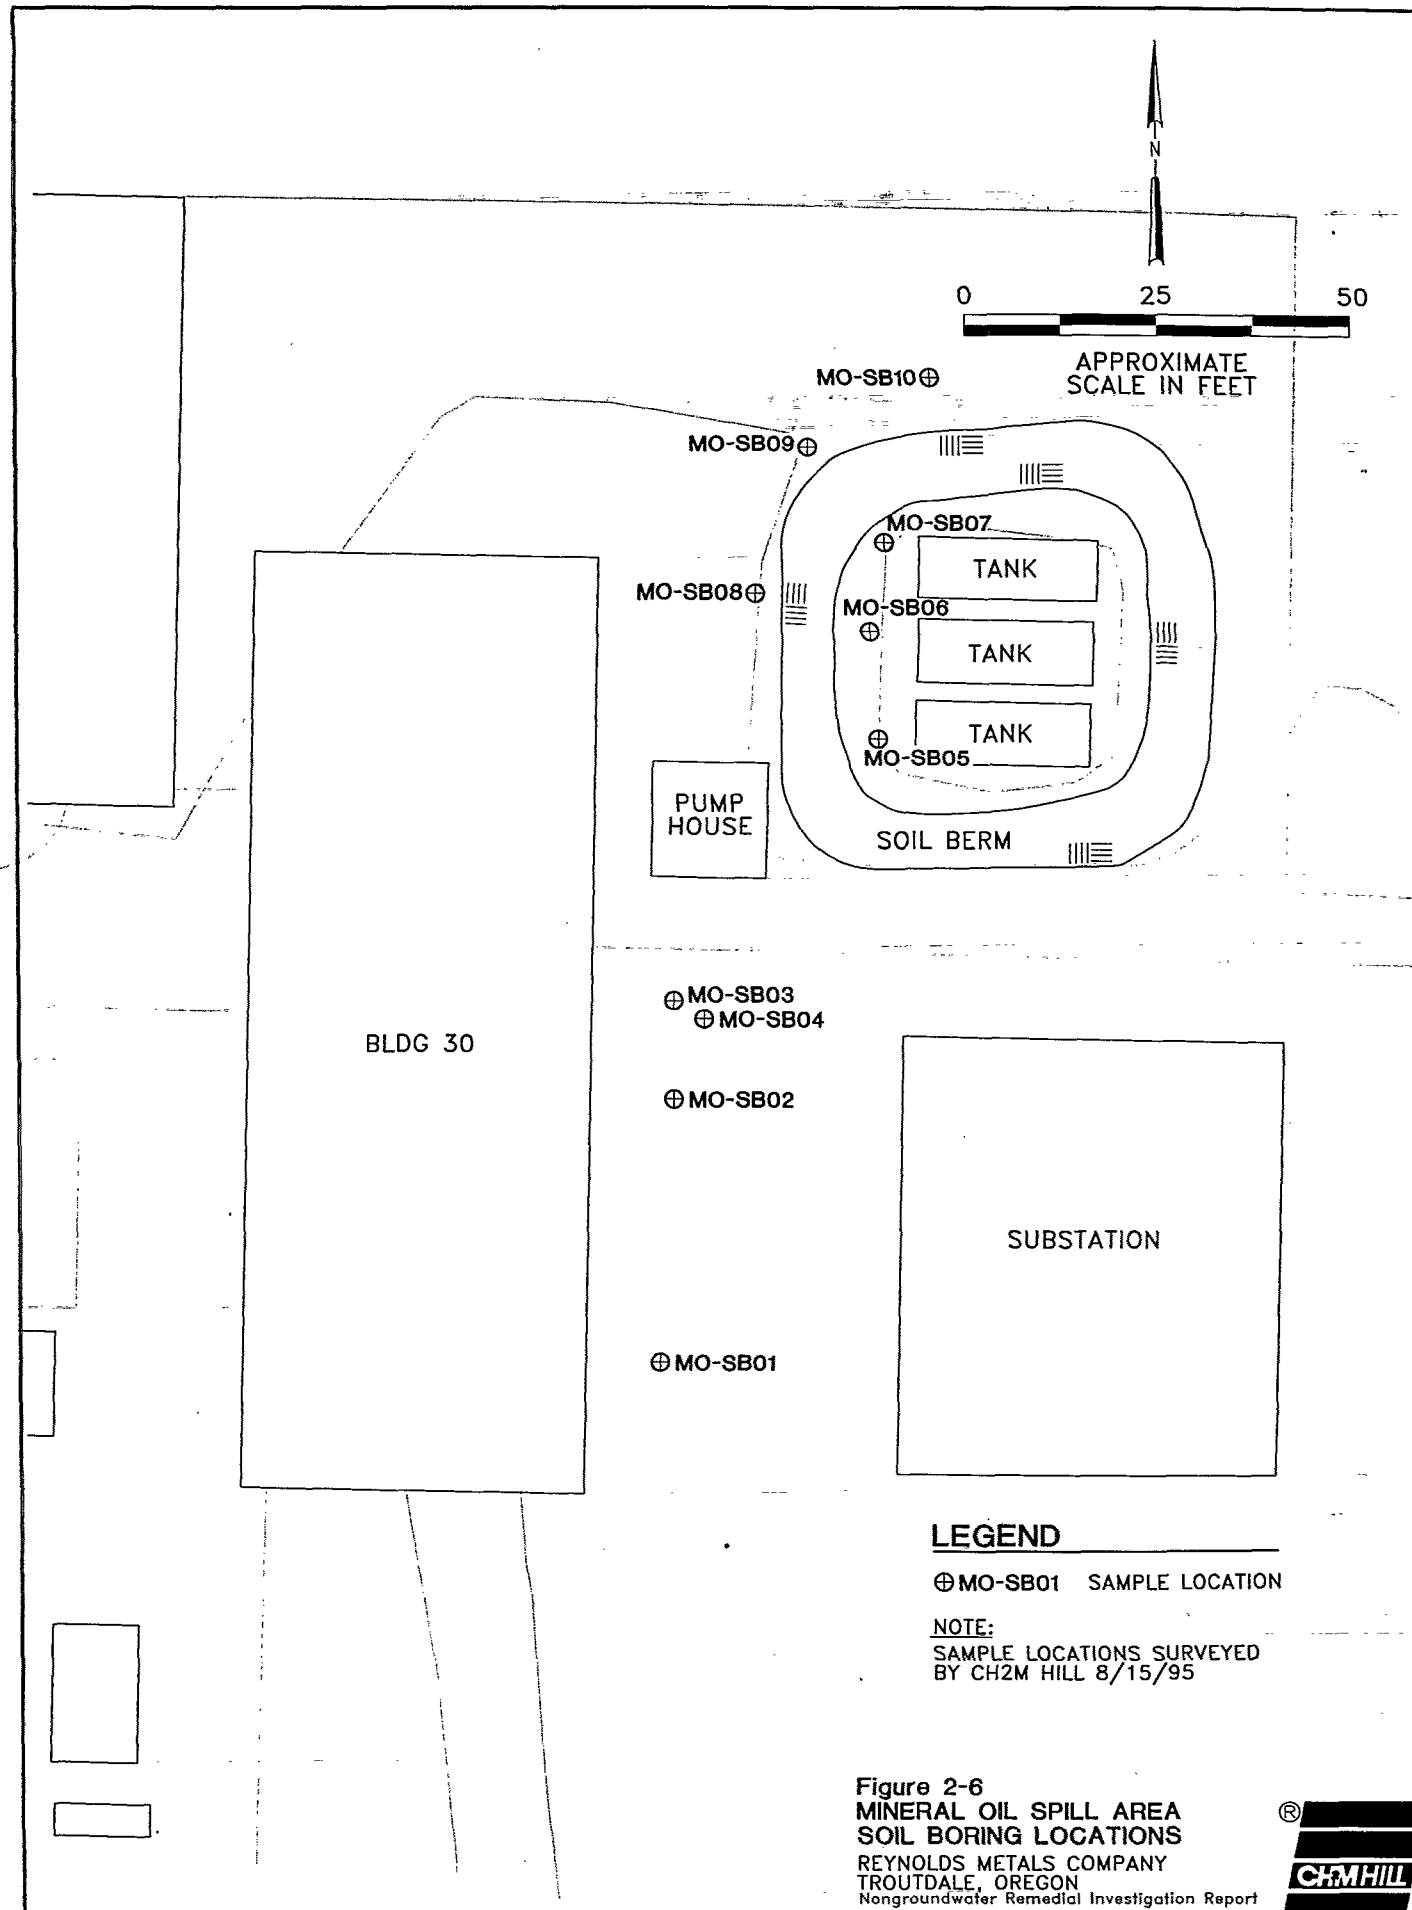 N
0 25 50
APPROXIMATE
SCALE IN FEET
MO-SB10
MO-SB09
MO-SB07
TANK
MO-SB08
MO-SB06
TANK
TANK
MO-SB05
PUMP
HOUSE
SOIL BERM
MO-SB03
MO-SB04
BLDG 30
MO-SB02
SUBSTATION
MO-SB01
LEGEND
MO-SB01 SAMPLE LOCATION
NOTE:
SAMPLE LOCATIONS SURVEYED
BY CH2M HILL 8/15/95
Figure 2-6
MINERAL OIL SPILL AREA
SOIL BORING LOCATIONS
REYNOLDS METALS COMPANY
TROUTDALE, OREGON
Nongroundwater Remedial Investigation Report
®
CH2MHILL